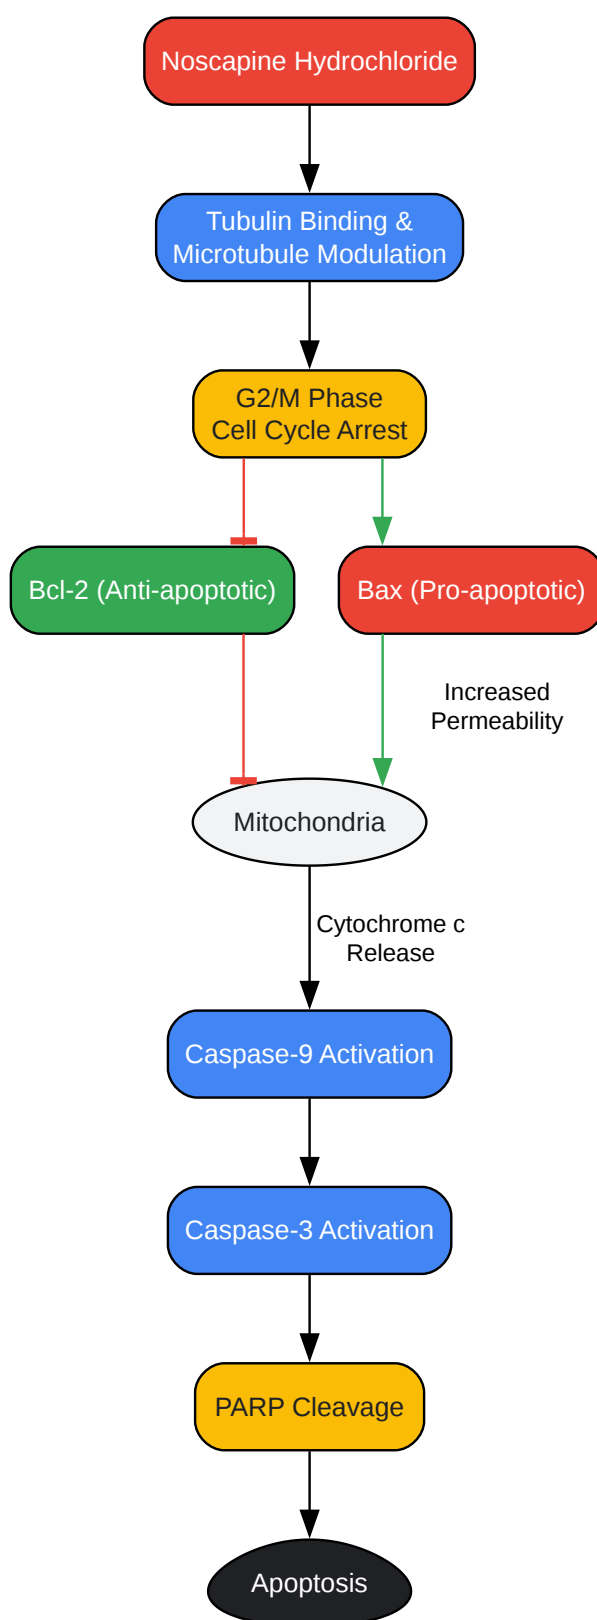 Noscapine Hydrochloride
Tubulin Binding &
Microtubule Modulation
G2/M Phase
Cell Cycle Arrest
Bcl-2 (Anti-apoptotic)
Bax (Pro-apoptotic)
Increased
Permeability
Mitochondria
Cytochrome c
Release
Caspase-9 Activation
Caspase-3 Activation
PARP Cleavage
Apoptosis